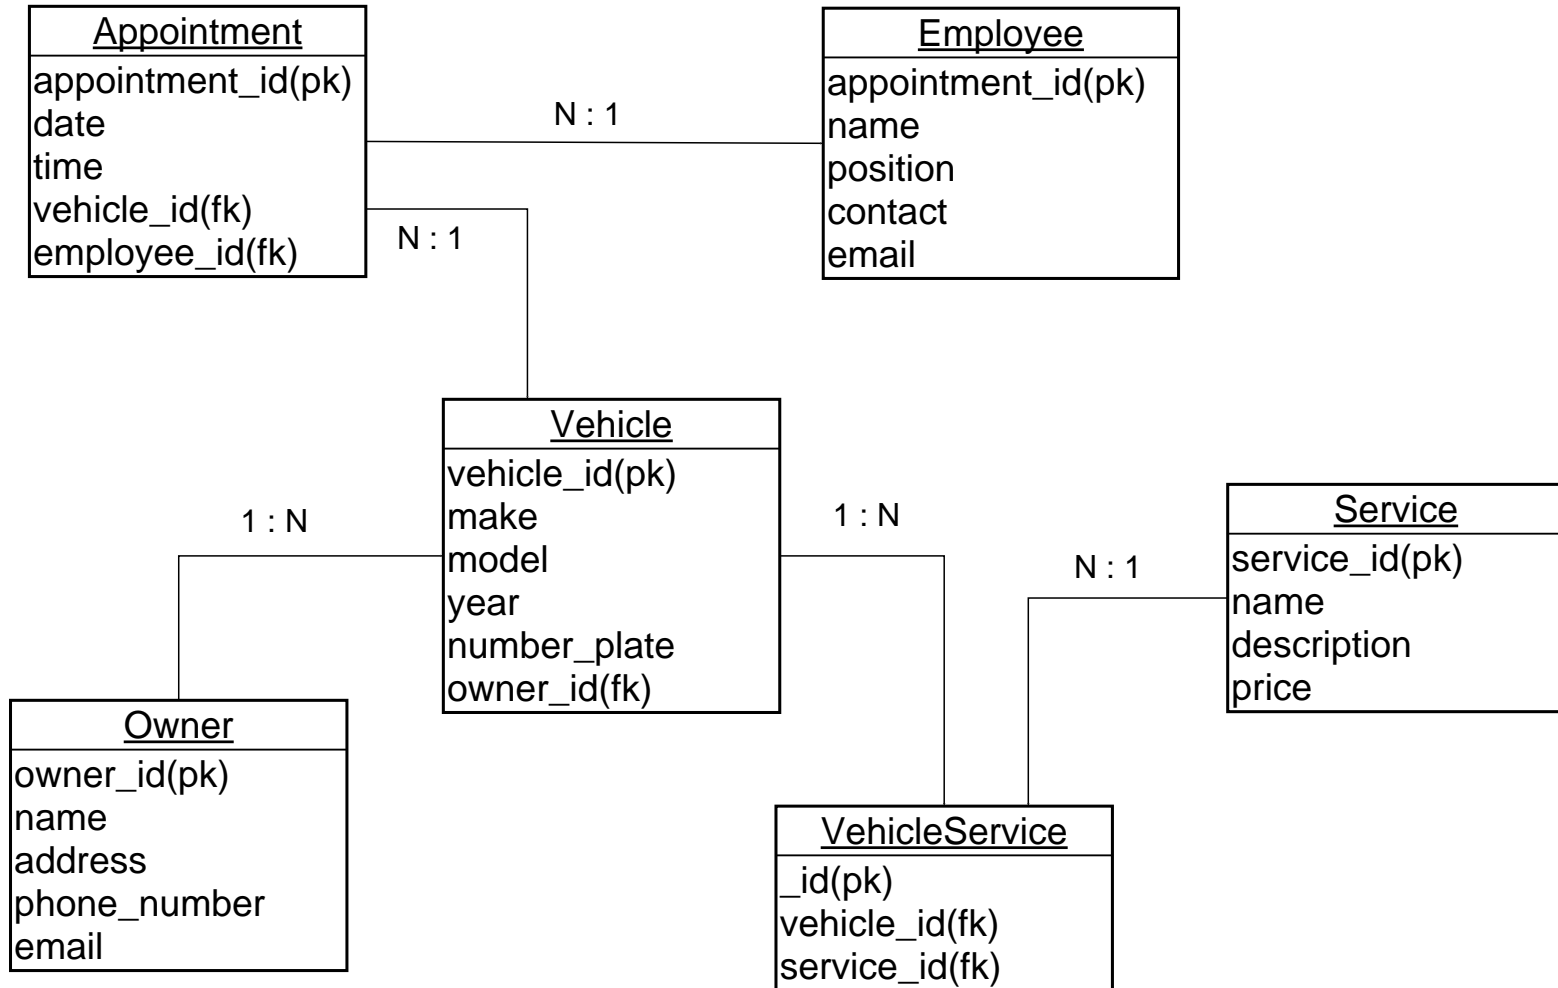 Appointment
appointment_id(pk)
date
time
vehicle_id(fk)
employee_id(fk)
N : 1
Employee
appointment_id(pk)
name
position
contact
email
N : 1
Vehicle
vehicle_id(pk)
make
model
year
number_plate
owner_id(fk)
1 : N
1 : N
N : 1
Service
service_id(pk)
name
description
price
Owner
owner_id(pk)
name
address
phone_number
email
VehicleService
_id(pk)
vehicle_id(fk)
service_id(fk)